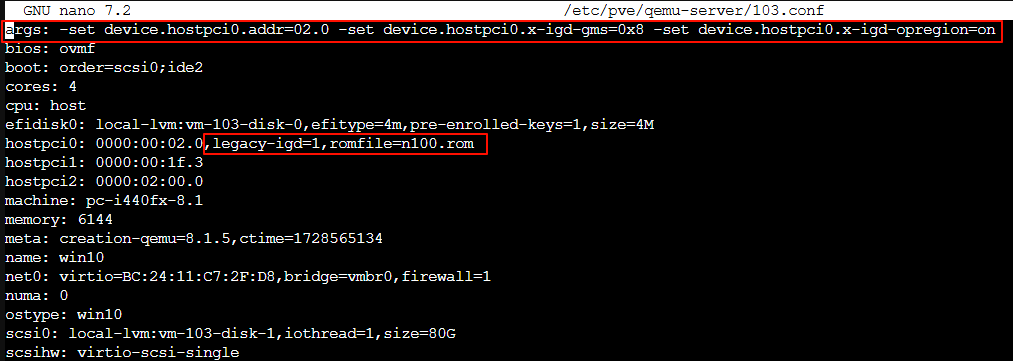 GNU nano 7.2 /etc/pve/qemu-server/103.conf
args: -set device.hostpci0.addr=02.0 -set device.hostpci0.x-igd-gms=0x8 -set device.hostpci0.x-igd-opregion=on
bios: ovmf
boot: order=scsi0;ide2
cores: 4
cpu: host
efidisk0: local-lvm:vm-103-disk-0,efitype=4m,pre-enrolled-keys=1,size=4M
hostpci0: 0000:00:02.0,legacy-igd=1,romfile=n100.rom
hostpci1: 0000:00:1f.3
hostpci2: 0000:02:00.0
machine: pc-i440fx-8.1
memory: 6144
meta: creation-qemu=8.1.5,ctime=1728565134
name: win10
net0: virtio=BC:24:11:C7:2F:D8,bridge=vmbr0,firewall=1
numa: 0
ostype: win10
scsi0: local-lvm:vm-103-disk-1,iothread=1,size=80G
scsihw: virtio-scsi-single